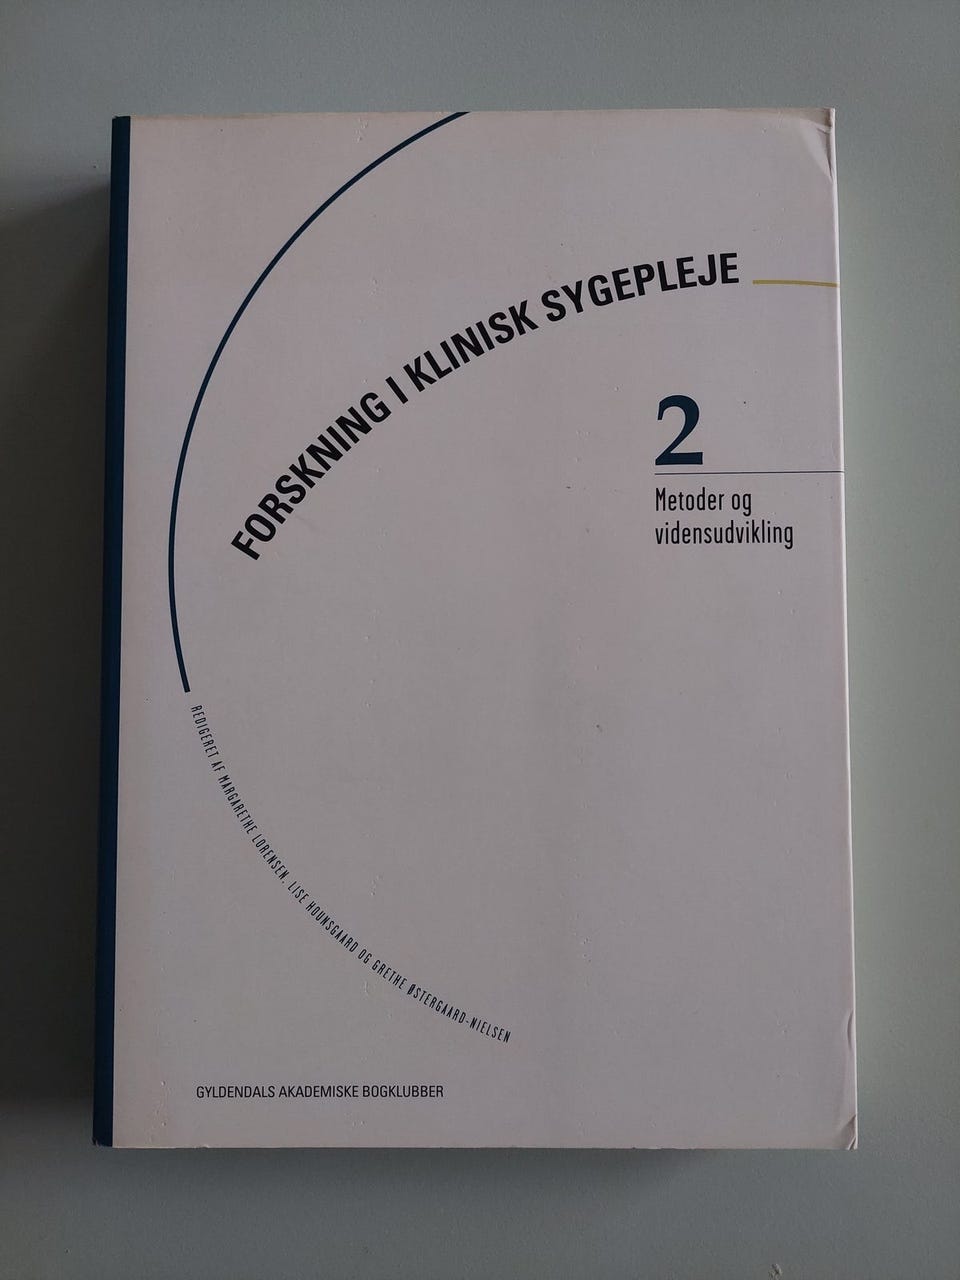 FORSKNING I KLINISK SYGEPLEJE
2
Metoder og
vidensudvikling
REDIGERET AF MARGARETHE LORENSEN, LISE HOUNSGAARD OG GRETHE ØSTERGAARD-NIELSEN
GYLDENDALS AKADEMISKE BOGKLUBBER